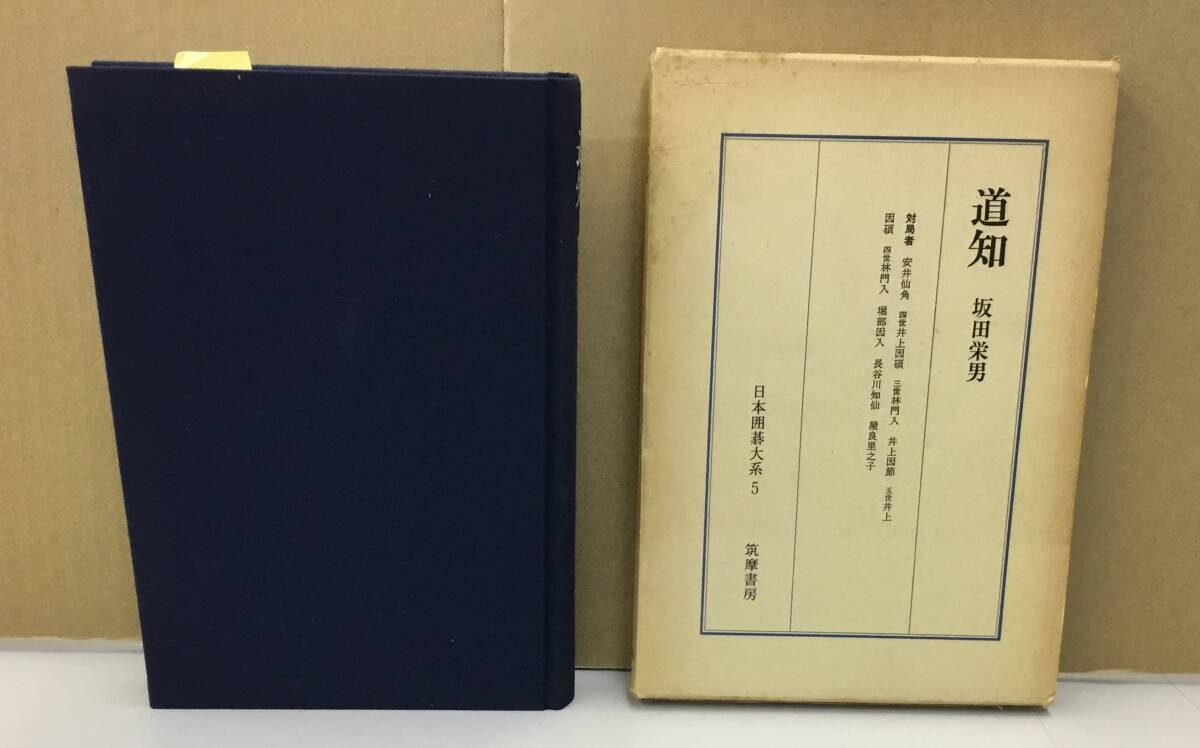 道知 坂田栄男
対局者 安井仙角 四世井上因碩 三世林門入 井上因節 五世井上
因碩 四世林門入 堀部因入 長谷川知仙 屋良里之子
日本囲碁大系 5 筑摩書房